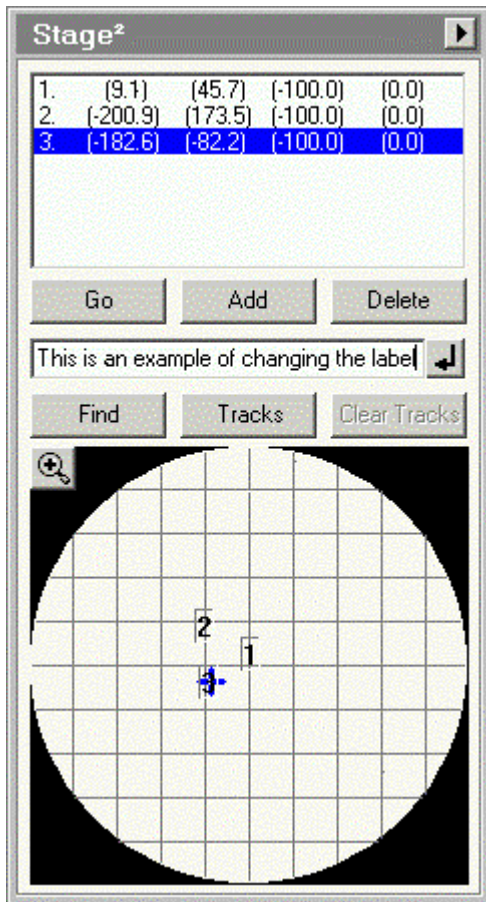 Stage²
1. (9.1) (45.7) (-100.0) (0.0)
2. (-200.9) (173.5) (-100.0) (0.0)
3. (-182.6) (-82.2) (-100.0) (0.0)
Go Add Delete
This is an example of changing the label
Find Tracks Clear Tracks
2
1
3